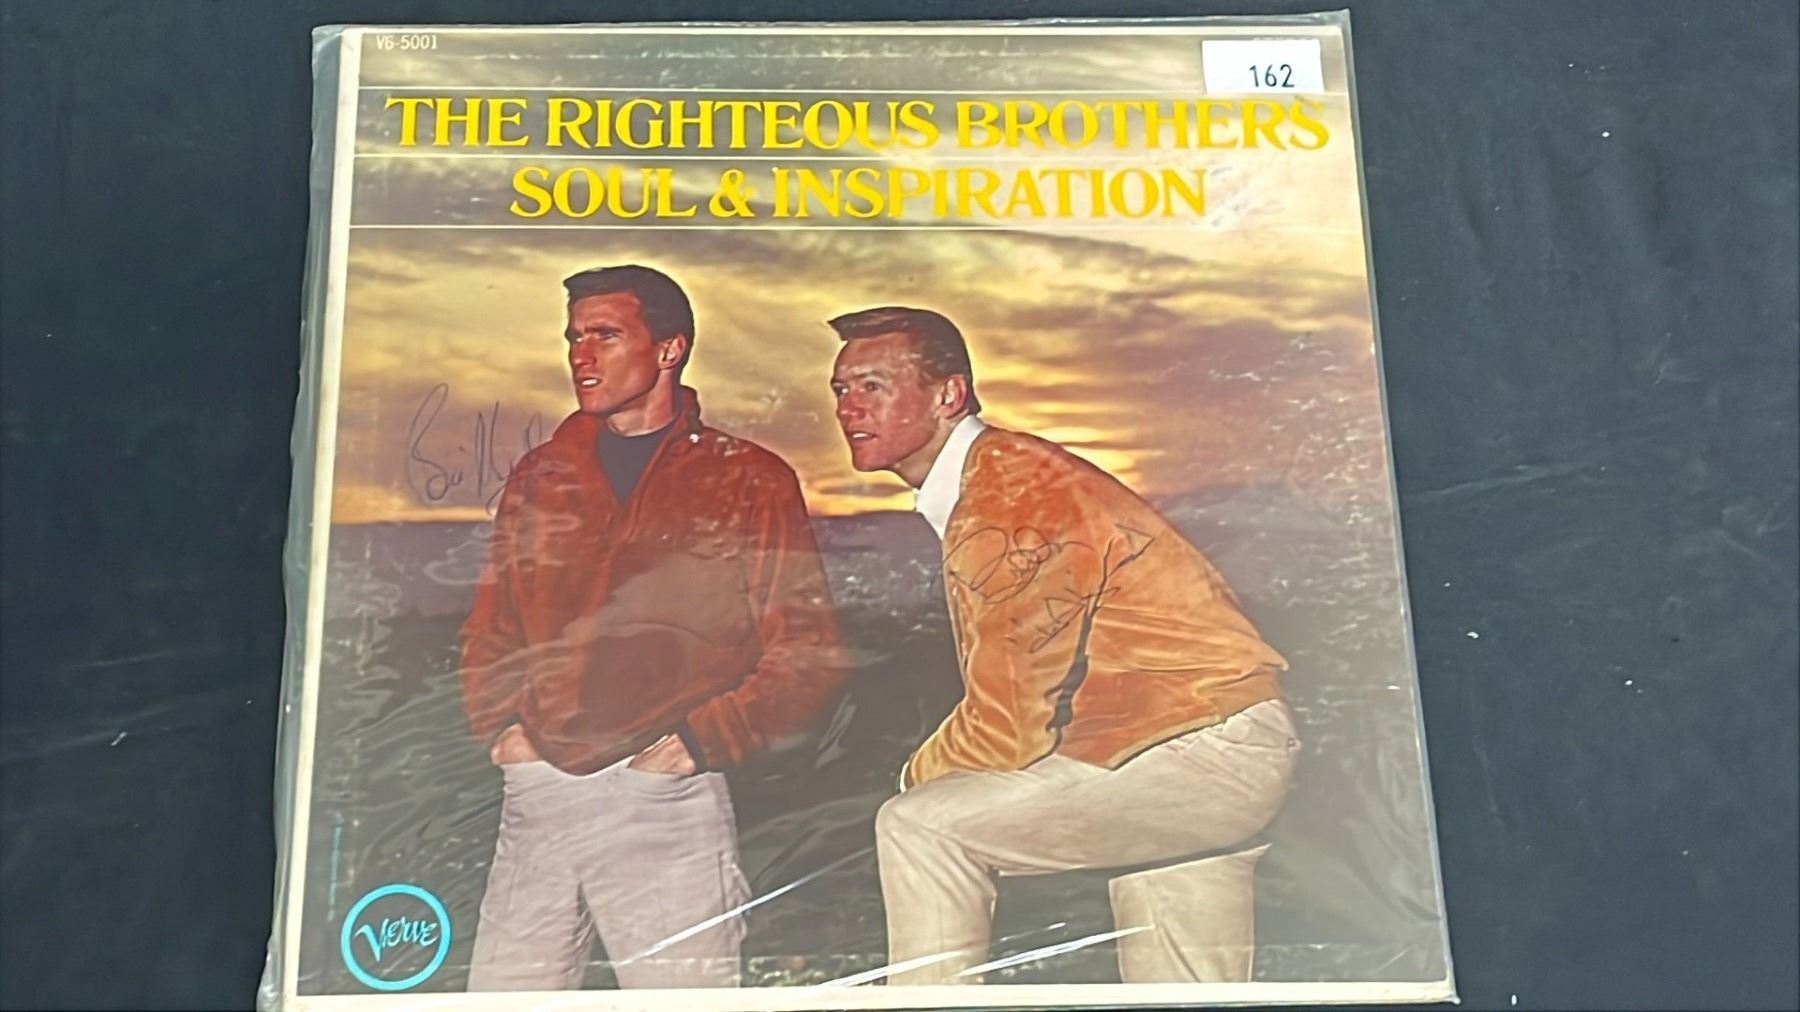 V6-5001
162
THE RIGHTEOUS BROTHERS
SOUL & INSPIRATION
Verve